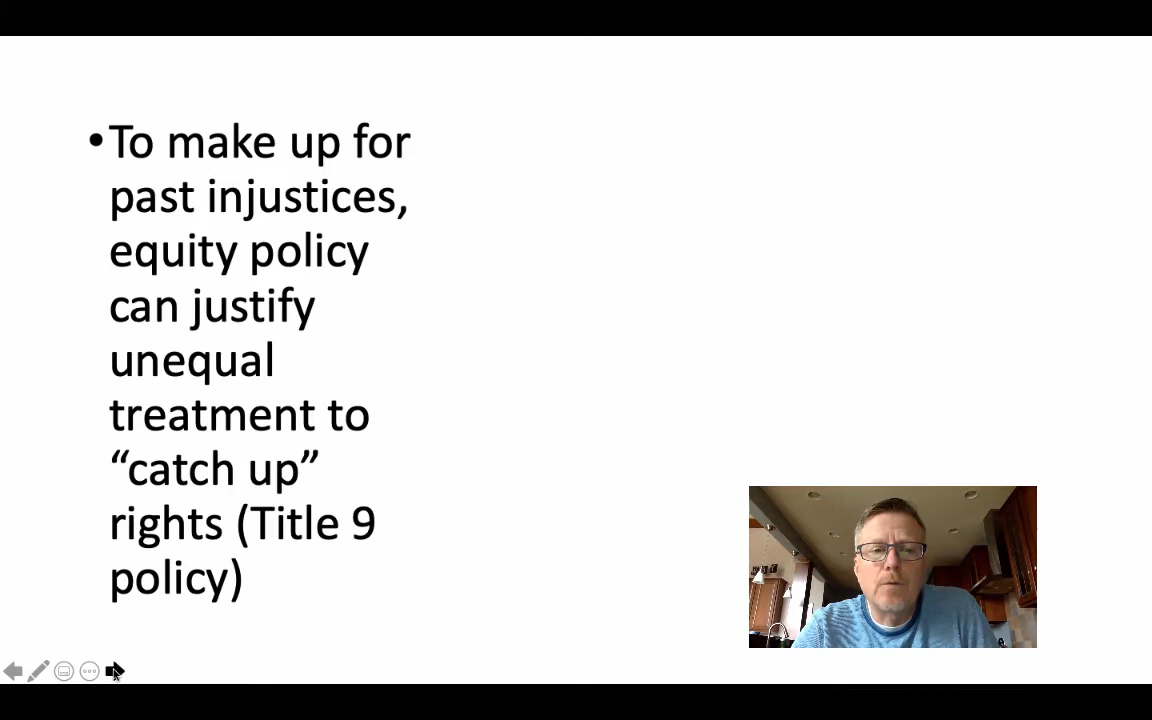 •To make up for
past injustices,
equity policy
can justify
unequal
treatment to
“catch up”
rights (Title 9
policy)